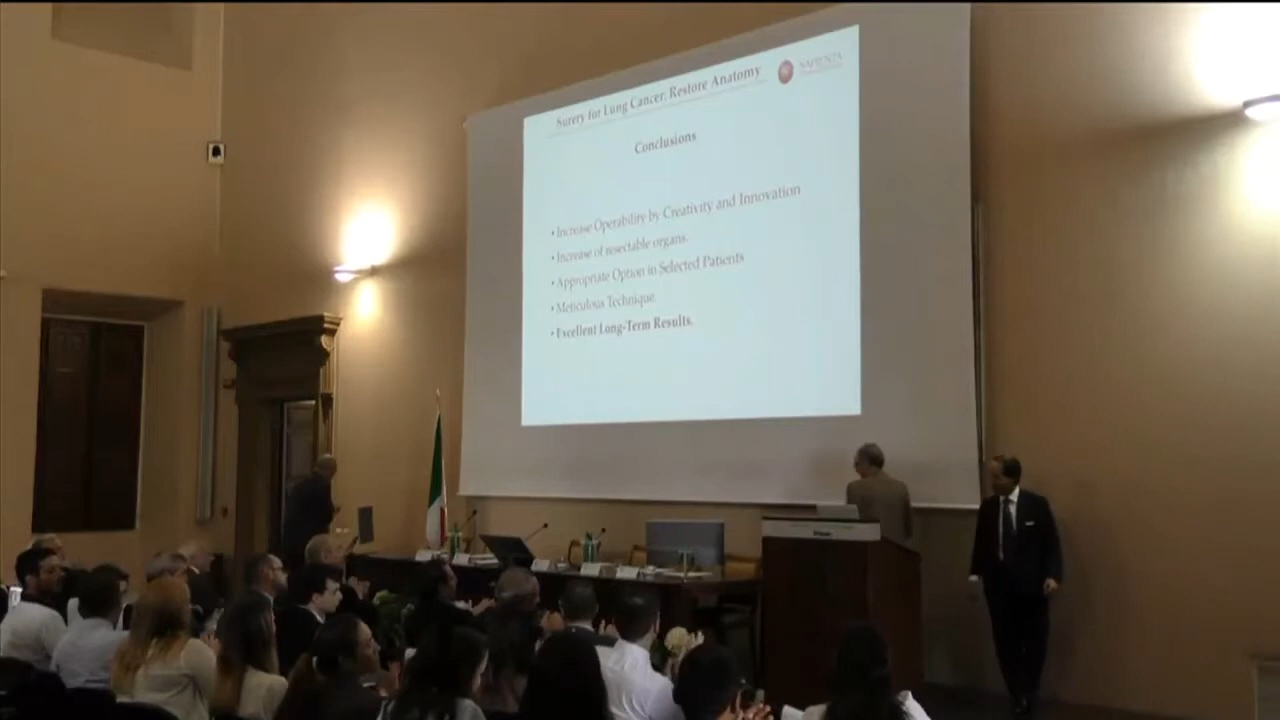 Surery for Lung Cancer, Restore Anatomy
SAPIENZA
Conclusions
• Increase Operability by Creativity and Innovation
• Increase of resectable organs.
• Appropriate Option in Selected Patients
• Meticulous Technique.
• Excellent Long-Term Results.